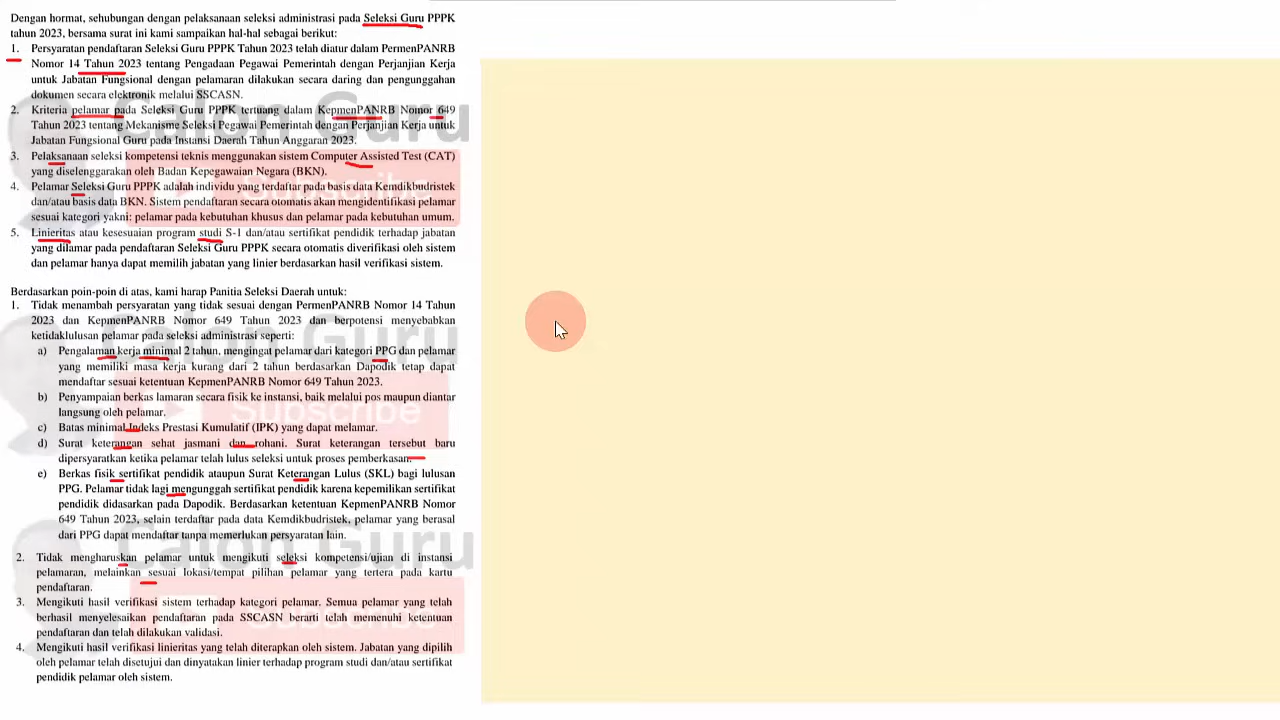 Dengan hormat, sehubungan dengan pelaksanaan seleksi administrasi pada Seleksi Guru PPPK
tahun 2023, bersama surat ini kami sampaikan hal-hal sebagai berikut:
1. Persyaratan pendaftaran Seleksi Guru PPPK Tahun 2023 telah diatur dalam PermenPANRB
Nomor 14 Tahun 2023 tentang Pengadaan Pegawai Pemerintah dengan Perjanjian Kerja
untuk Jabatan Fungsional dengan pelamaran dilakukan secara daring dan pengunggahan
dokumen secara elektronik melalui SSCASN.
2. Kriteria pelamar pada Seleksi Guru PPPK tertuang dalam KepmenPANRB Nomor 649
Tahun 2023 tentang Mekanisme Seleksi Pegawai Pemerintah dengan Perjanjian Kerja untuk
Jabatan Fungsional Guru pada Instansi Daerah Tahun Anggaran 2023.
3. Pelaksanaan seleksi kompetensi teknis menggunakan sistem Computer Assisted Test (CAT)
yang diselenggarakan oleh Badan Kepegawaian Negara (BKN).
4. Pelamar Seleksi Guru PPPK adalah individu yang terdaftar pada basis data Kemdikbudristek
dan/atau basis data BKN. Sistem pendaftaran secara otomatis akan mengidentifikasi pelamar
sesuai kategori yakni: pelamar pada kebutuhan khusus dan pelamar pada kebutuhan umum.
5. Linieritas atau kesesuaian program studi S-1 dan/atau sertifikat pendidik terhadap jabatan
yang dilamar pada pendaftaran Seleksi Guru PPPK secara otomatis diverifikasi oleh sistem
dan pelamar hanya dapat memilih jabatan yang linier berdasarkan hasil verifikasi sistem.
Berdasarkan poin-poin di atas, kami harap Panitia Seleksi Daerah untuk:
1. Tidak menambah persyaratan yang tidak sesuai dengan PermenPANRB Nomor 14 Tahun
2023 dan KepmenPANRB Nomor 649 Tahun 2023 dan berpotensi menyebabkan
ketidaklulusan pelamar pada seleksi administrasi seperti:
a) Pengalaman kerja minimal 2 tahun, mengingat pelamar dari kategori PPG dan pelamar
yang memiliki masa kerja kurang dari 2 tahun berdasarkan Dapodik tetap dapat
mendaftar sesuai ketentuan KepmenPANRB Nomor 649 Tahun 2023.
b) Penyampaian berkas lamaran secara fisik ke instansi, baik melalui pos maupun diantar
langsung oleh pelamar.
c) Batas minimal Indeks Prestasi Kumulatif (IPK) yang dapat melamar.
d) Surat keterangan sehat jasmani dan rohani. Surat keterangan tersebut baru
dipersyaratkan ketika pelamar telah lulus seleksi untuk proses pemberkasan.
e) Berkas fisik sertifikat pendidik ataupun Surat Keterangan Lulus (SKL) bagi lulusan
PPG. Pelamar tidak lagi mengunggah sertifikat pendidik karena kepemilikan sertifikat
pendidik didasarkan pada Dapodik. Berdasarkan ketentuan KepmenPANRB Nomor
649 Tahun 2023, selain terdaftar pada data Kemdikbudristek, pelamar yang berasal
dari PPG dapat mendaftar tanpa memerlukan persyaratan lain.
2. Tidak mengharuskan pelamar untuk mengikuti seleksi kompetensi/ujian di instansi
pelamaran, melainkan sesuai lokasi/tempat pilihan pelamar yang tertera pada kartu
pendaftaran.
3. Mengikuti hasil verifikasi sistem terhadap kategori pelamar. Semua pelamar yang telah
berhasil menyelesaikan pendaftaran pada SSCASN berarti telah memenuhi ketentuan
pendaftaran dan telah dilakukan validasi.
4. Mengikuti hasil verifikasi linieritas yang telah diterapkan oleh sistem. Jabatan yang dipilih
oleh pelamar telah disetujui dan dinyatakan linier terhadap program studi dan/atau sertifikat
pendidik pelamar oleh sistem.
Calon Guru
Subscribe
Calon Guru
Subscribe
Calon Guru
Subscribe